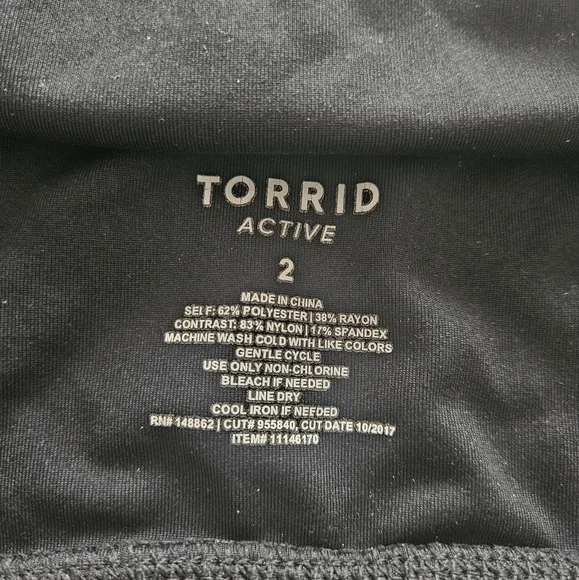 TORRID
ACTIVE
2
MADE IN CHINA
SELF: 62% POLYESTER | 38% RAYON
CONTRAST: 83% NYLON | 17% SPANDEX
MACHINE WASH COLD WITH LIKE COLORS
GENTLE CYCLE
USE ONLY NON-CHLORINE
BLEACH IF NEEDED
LINE DRY
COOL IRON IF NEEDED
RN# 148862 | CUT# 955840, CUT DATE 10/2017
ITEM# 11146170